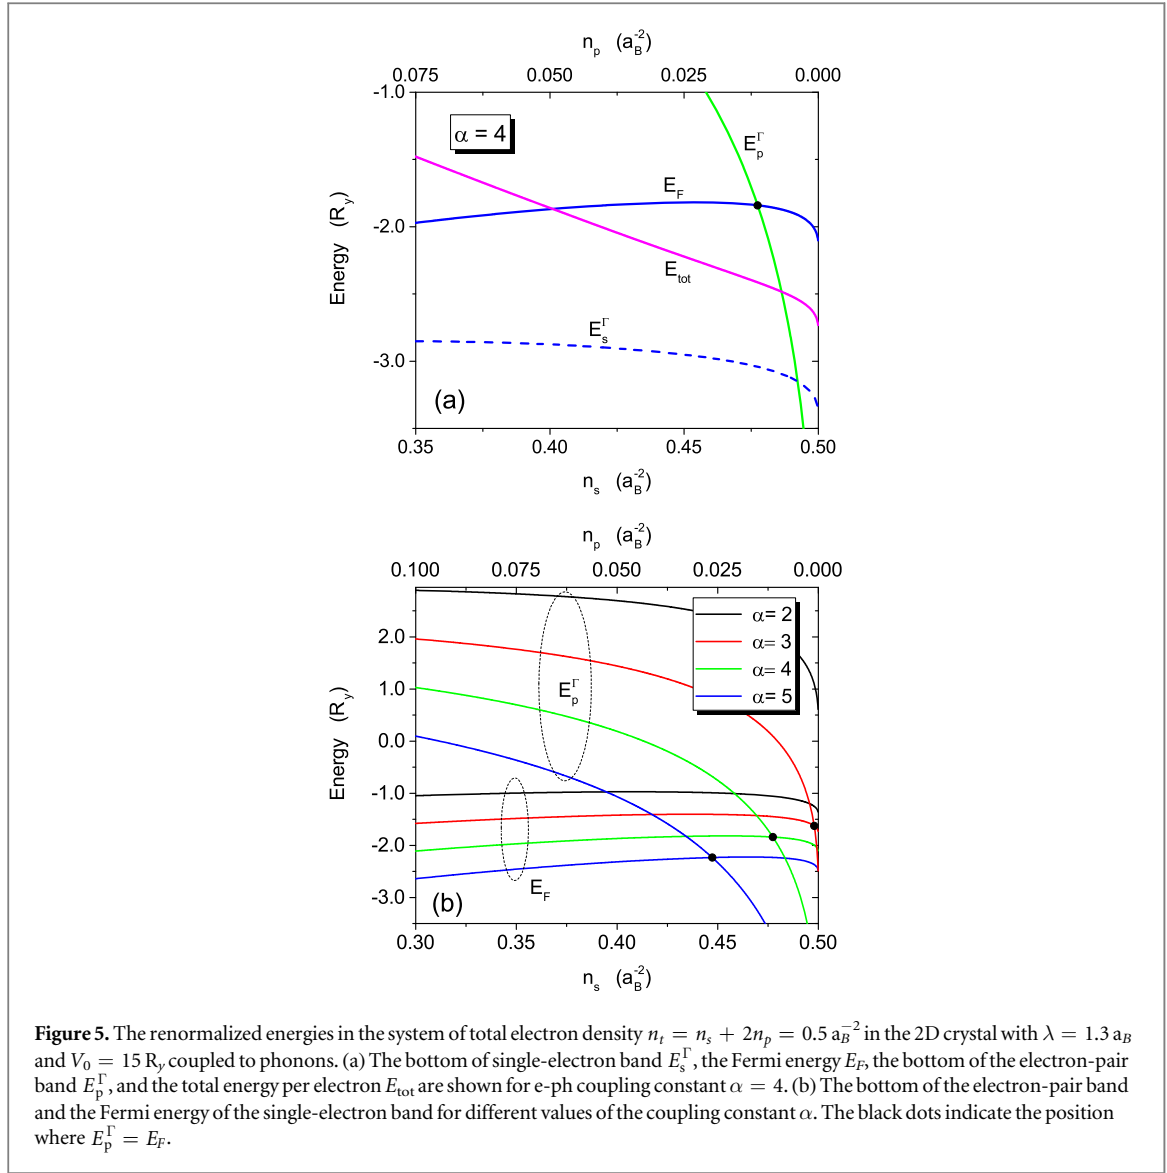 n_p (a_B^-2)
0.075 0.050 0.025 0.000
-1.0
α = 4
E_p^Γ
E_F
-2.0
Energy (R_y)
E_tot
E_s^Γ
-3.0
(a)
0.35 0.40 0.45 0.50
n_s (a_B^-2)
n_p (a_B^-2)
0.100 0.075 0.050 0.025 0.000
α= 2
2.0
α= 3
α= 4
1.0
E_p^Γ
α= 5
0.0
Energy (R_y)
-1.0
-2.0
E_F
-3.0
(b)
0.30 0.35 0.40 0.45 0.50
n_s (a_B^-2)
Figure 5. The renormalized energies in the system of total electron density n_t = n_s + 2n_p = 0.5 a_B^−2 in the 2D crystal with λ = 1.3 a_B
and V_0 = 15 R_y coupled to phonons. (a) The bottom of single-electron band E_s^Γ, the Fermi energy E_F, the bottom of the electron-pair
band E_p^Γ, and the total energy per electron E_tot are shown for e-ph coupling constant α = 4. (b) The bottom of the electron-pair band
and the Fermi energy of the single-electron band for different values of the coupling constant α. The black dots indicate the position
where E_p^Γ = E_F.